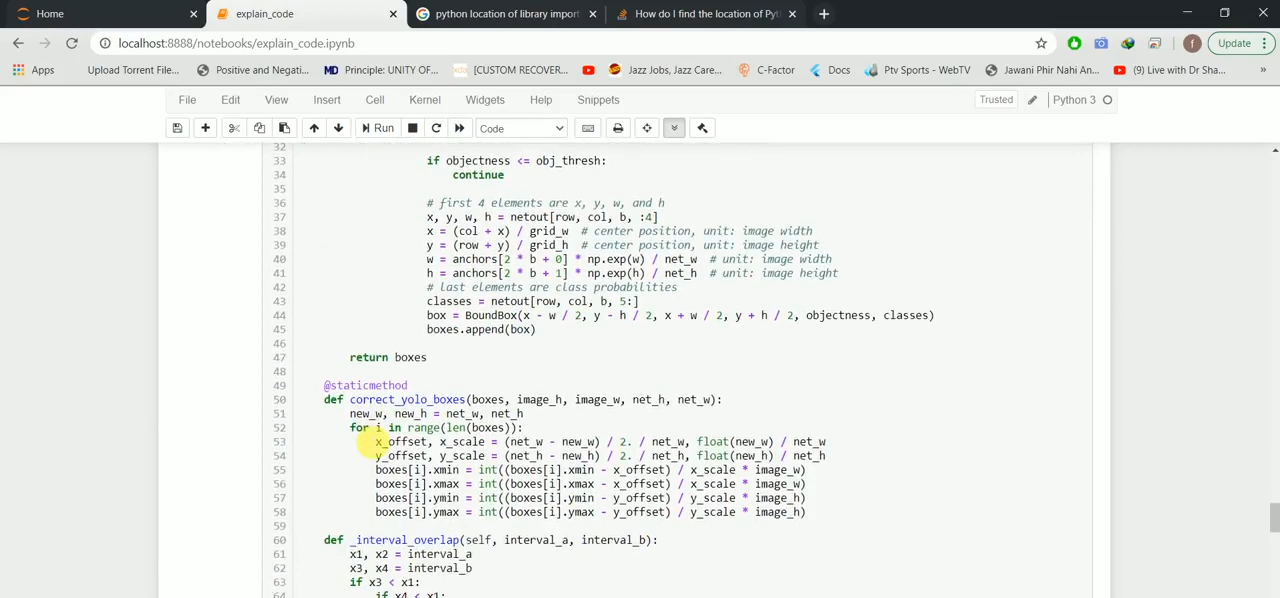 Home
explain_code
python location of library import
How do I find the location of Pyt
localhost:8888/notebooks/explain_code.ipynb
f
Update
Apps
Upload Torrent File...
Positive and Negati...
MD Principle: UNITY OF...
xda [CUSTOM RECOVER...
Jazz Jobs, Jazz Care...
C-Factor
Docs
Ptv Sports - WebTV
Jawani Phir Nahi An...
(9) Live with Dr Sha...
»
File Edit View Insert Cell Kernel Widgets Help Snippets
Trusted
Python 3
Run
Code
32
33 if objectness <= obj_thresh:
34 continue
35
36 # first 4 elements are x, y, w, and h
37 x, y, w, h = netout[row, col, b, :4]
38 x = (col + x) / grid_w # center position, unit: image width
39 y = (row + y) / grid_h # center position, unit: image height
40 w = anchors[2 * b + 0] * np.exp(w) / net_w # unit: image width
41 h = anchors[2 * b + 1] * np.exp(h) / net_h # unit: image height
42 # last elements are class probabilities
43 classes = netout[row, col, b, 5:]
44 box = BoundBox(x - w / 2, y - h / 2, x + w / 2, y + h / 2, objectness, classes)
45 boxes.append(box)
46
47 return boxes
48
49 @staticmethod
50 def correct_yolo_boxes(boxes, image_h, image_w, net_h, net_w):
51 new_w, new_h = net_w, net_h
52 for i in range(len(boxes)):
53 x_offset, x_scale = (net_w - new_w) / 2. / net_w, float(new_w) / net_w
54 y_offset, y_scale = (net_h - new_h) / 2. / net_h, float(new_h) / net_h
55 boxes[i].xmin = int((boxes[i].xmin - x_offset) / x_scale * image_w)
56 boxes[i].xmax = int((boxes[i].xmax - x_offset) / x_scale * image_w)
57 boxes[i].ymin = int((boxes[i].ymin - y_offset) / y_scale * image_h)
58 boxes[i].ymax = int((boxes[i].ymax - y_offset) / y_scale * image_h)
59
60 def _interval_overlap(self, interval_a, interval_b):
61 x1, x2 = interval_a
62 x3, x4 = interval_b
63 if x3 < x1:
64 if x4 < x1: